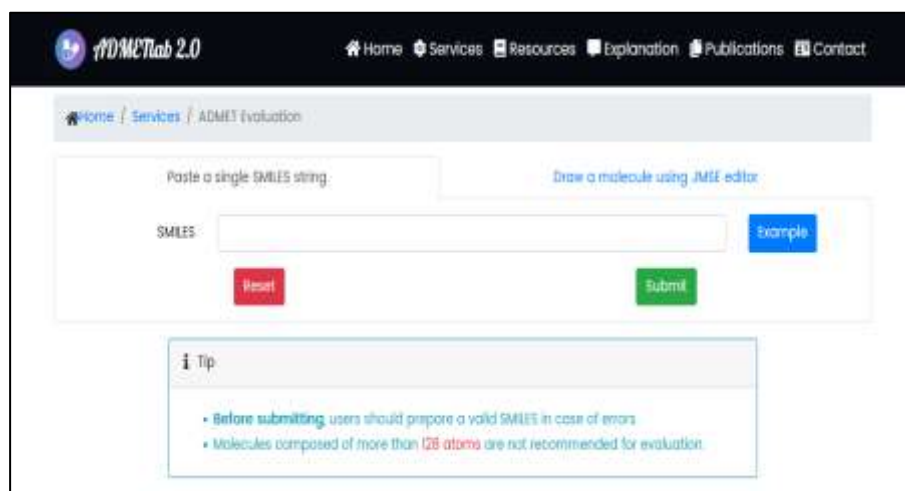 ADMETlab 2.0 Home Services Resources Explanation Publications Contact
Home / Services / ADMET Evaluation
Paste a single SMILES string Draw a molecule using JMSE editor
SMILES Example
Reset Submit
i Tip
• Before submitting, users should prepare a valid SMILES in case of errors.
• Molecules composed of more than 128 atoms are not recommended for evaluation.